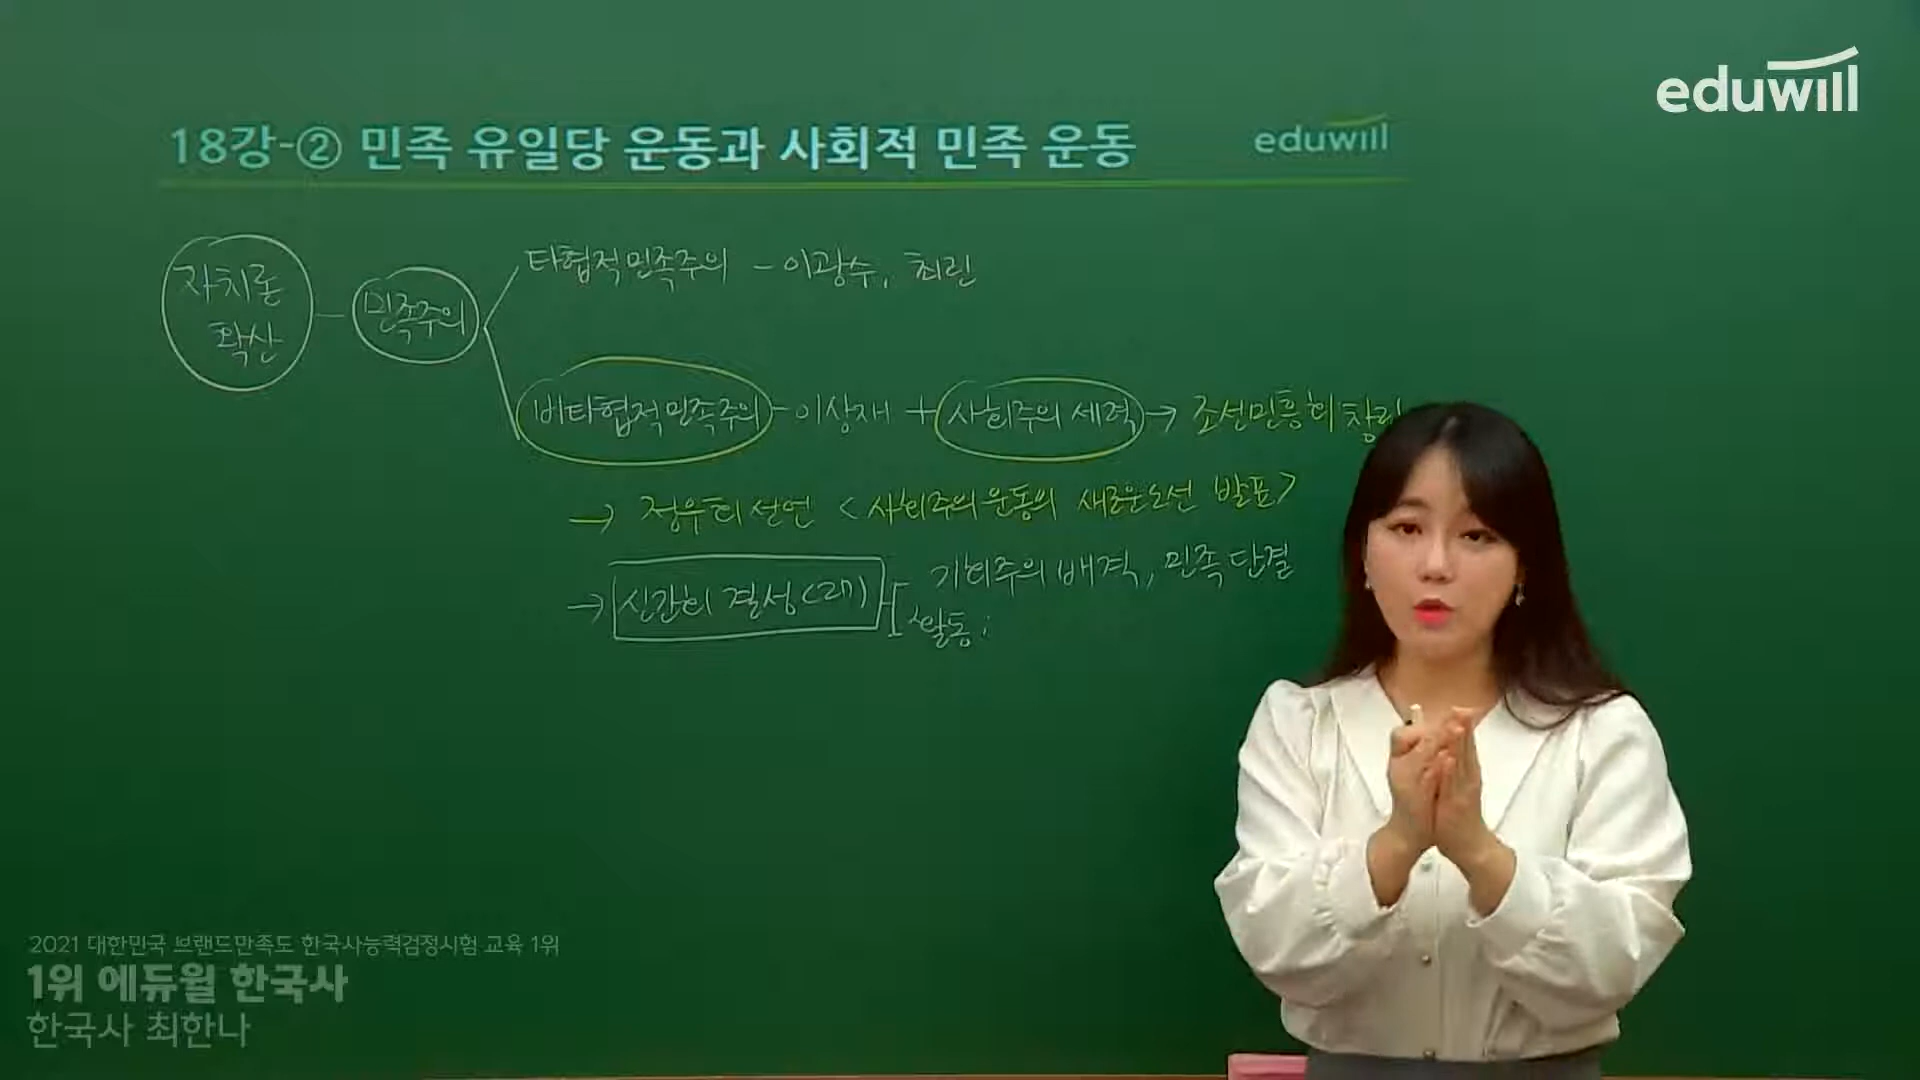 eduwill
18강-② 민족 유일당 운동과 사회적 민족 운동
eduwill
자치론
확산
민족주의
타협적민족주의 - 이광수, 최린
비타협적민족주의 - 이상재 + 사회주의 세력 → 조선민흥회 창립
→ 정우회선언 <사회주의운동의 새로운노선 발표>
→ 신간회 결성(27)
기회주의 배격, 민족단결
활동:
2021 대한민국 브랜드만족도 한국사능력검정시험 교육 1위
1위 에듀윌 한국사
한국사 최한나